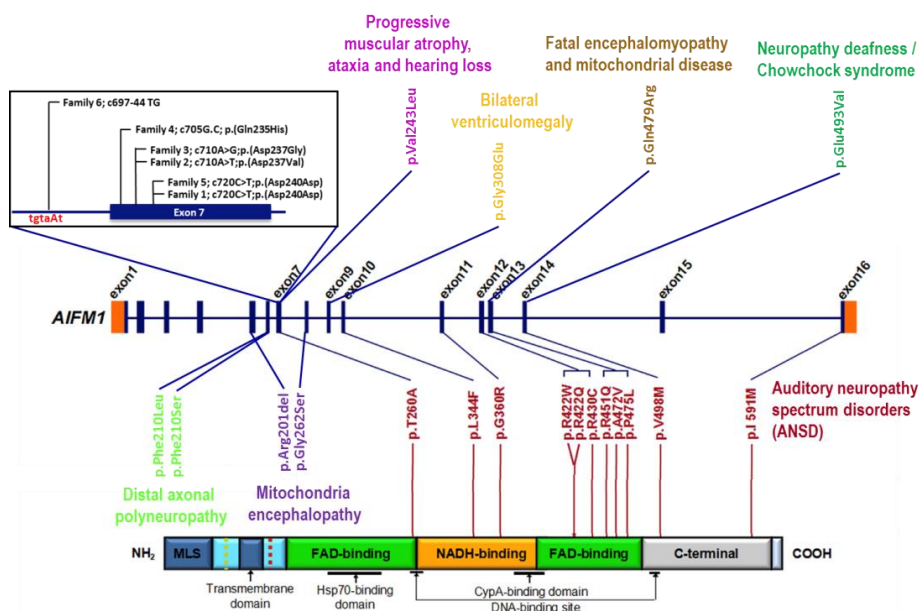 Progressive
muscular atrophy,
ataxia and hearing loss
Fatal encephalomyopathy
and mitochondrial disease
Neuropathy deafness /
Chowchock syndrome
Bilateral
ventriculomegaly
p.Val243Leu
p.Gly308Glu
p.Gln479Arg
p.Glu493Val
Family 6; c697-44 TG
Family 4; c705G.C; p.(Gln235His)
Family 3; c710A>G;p.(Asp237Gly)
Family 2; c710A>T;p.(Asp237Val)
Family 5; c720C>T;p.(Asp240Asp)
Family 1; c720C>T;p.(Asp240Asp)
Exon 7
tgtaAt
exon1
exon7
exon9
exon10
exon11
exon12
exon13
exon14
exon15
exon16
AIFM1
p.Phe210Leu
p.Phe210Ser
p.Arg201del
p.Gly262Ser
p.T260A
p.L344F
p.G360R
p.R422W
p.R422Q
p.R430C
p.R451Q
p.A472V
p.P475L
p.V498M
p.I 591M
Auditory neuropathy
spectrum disorders
(ANSD)
Distal axonal
polyneuropathy
Mitochondria
encephalopathy
NH2
MLS
FAD-binding
NADH-binding
FAD-binding
C-terminal
COOH
Transmembrane
domain
Hsp70-binding
domain
CypA-binding domain
DNA-binding site